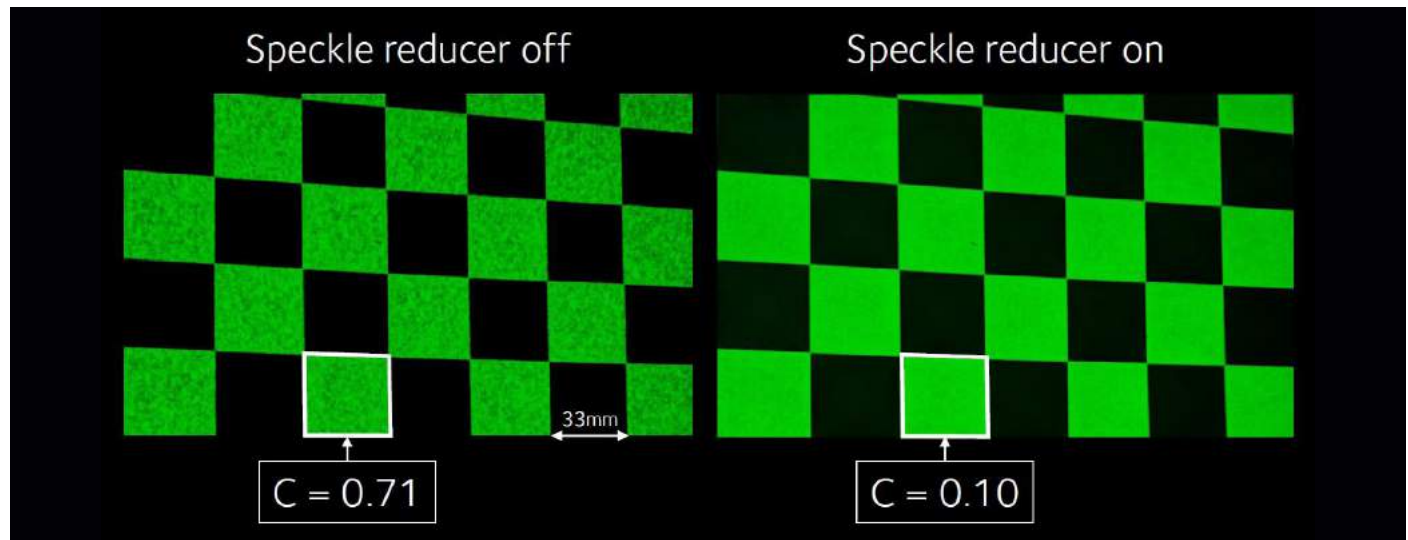 Speckle reducer off
Speckle reducer on
33mm
C = 0.71
C = 0.10